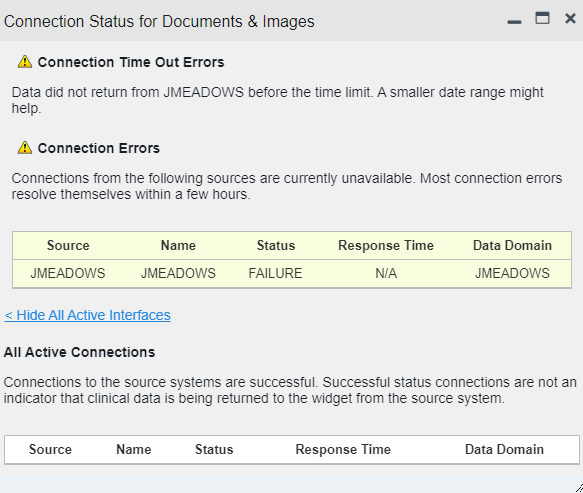 Connection Status for Documents & Images
Connection Time Out Errors
Data did not return from JMEADOWS before the time limit. A smaller date range might
help.
Connection Errors
Connections from the following sources are currently unavailable. Most connection errors
resolve themselves within a few hours.
Source Name Status Response Time Data Domain
JMEADOWS JMEADOWS FAILURE N/A JMEADOWS
< Hide All Active Interfaces
All Active Connections
Connections to the source systems are successful. Successful status connections are not an
indicator that clinical data is being returned to the widget from the source system.
Source Name Status Response Time Data Domain